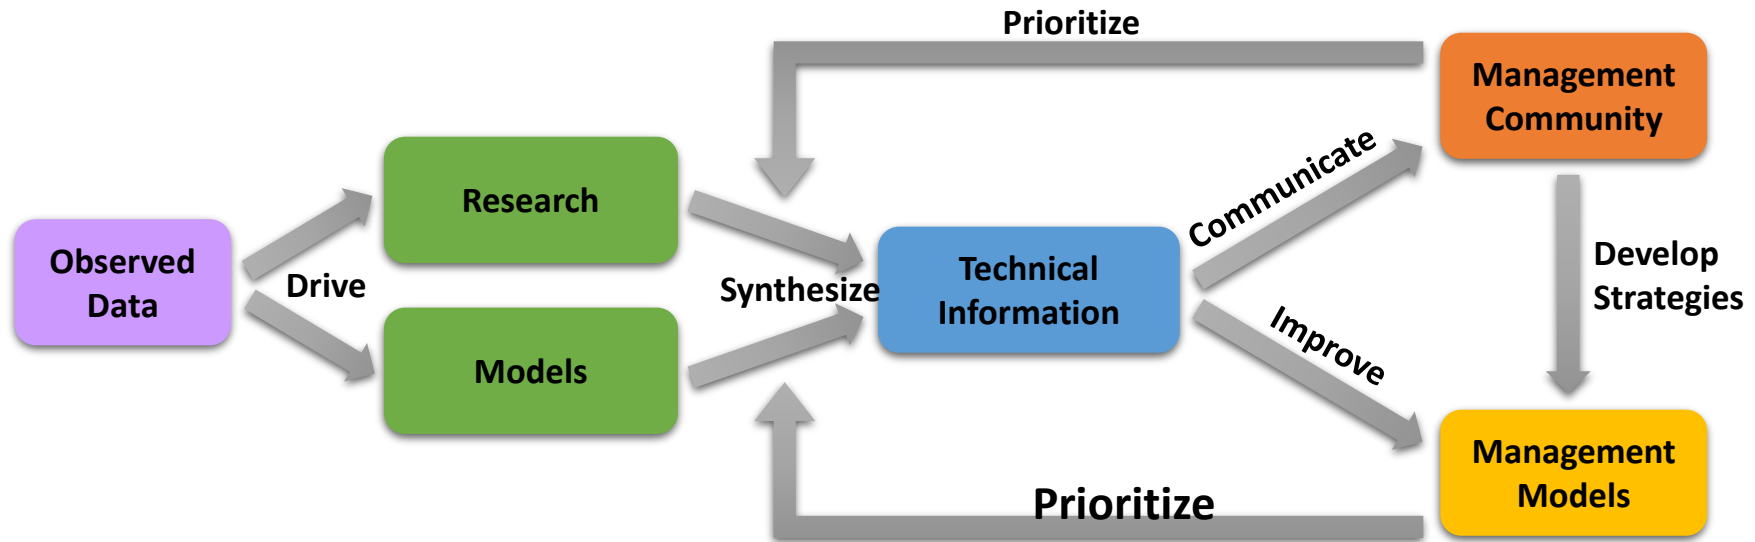 Prioritize
Management
Community
Communicate
Research
Observed
Data
Drive
Synthesize
Technical
Information
Develop
Strategies
Models
Improve
Management
Models
Prioritize